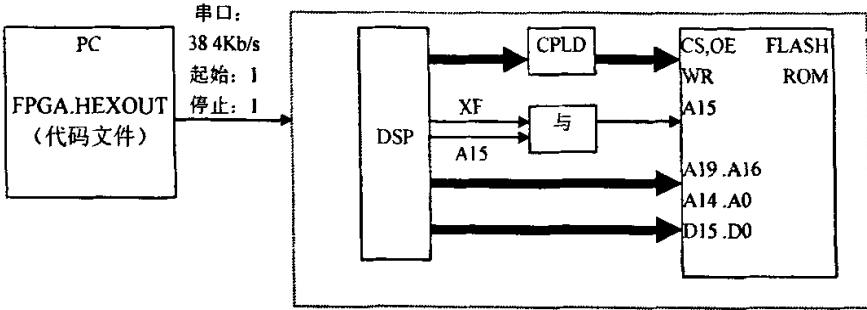 PC
FPGA.HEXOUT
（代码文件）
串口：
38 4Kb/s
起始：1
停止：1
DSP
CPLD
XF
A15
与
CS,OE FLASH
WR ROM
A15
A19 .A16
A14 .A0
D15 .D0